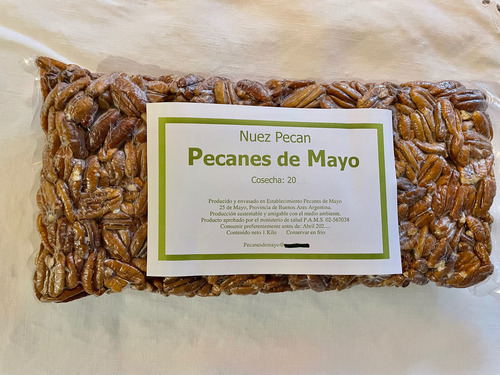 Nuez Pecan
Pecanes de Mayo
Cosecha: 20
Producido y envasado en Establecimiento Pecanes de Mayo
25 de Mayo, Provincia de Buenos Aires Argentina.
Producción sustentable y amigable con el medio ambiente.
Producto aprobado por el ministerio de salud P.A.M.S. 02-567038
Consumir preferentemente antes de: Abril 202.....
Contenido neto 1 Kilo Conservar en frío
Pecanesdemayo@